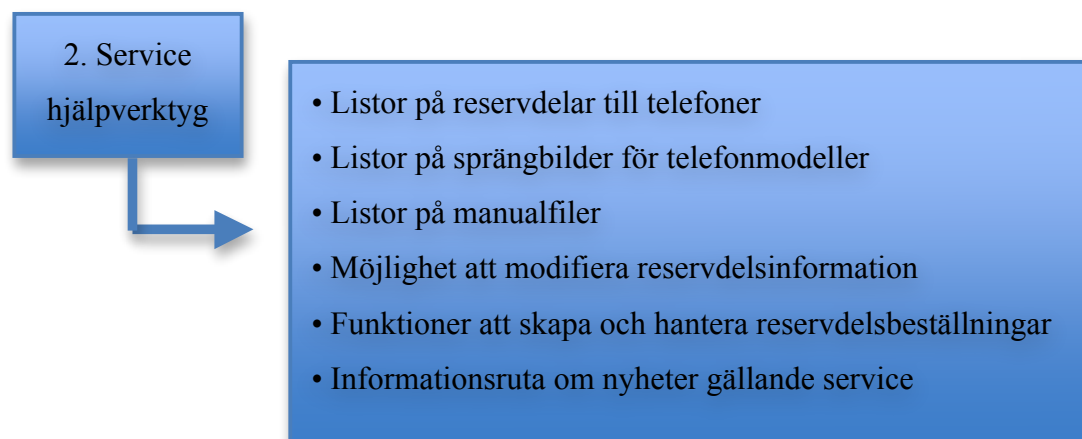 2. Service
hjälpverktyg
• Listor på reservdelar till telefoner
• Listor på sprängbilder för telefonmodeller
• Listor på manualfiler
• Möjlighet att modifiera reservdelsinformation
• Funktioner att skapa och hantera reservdelsbeställningar
• Informationsruta om nyheter gällande service